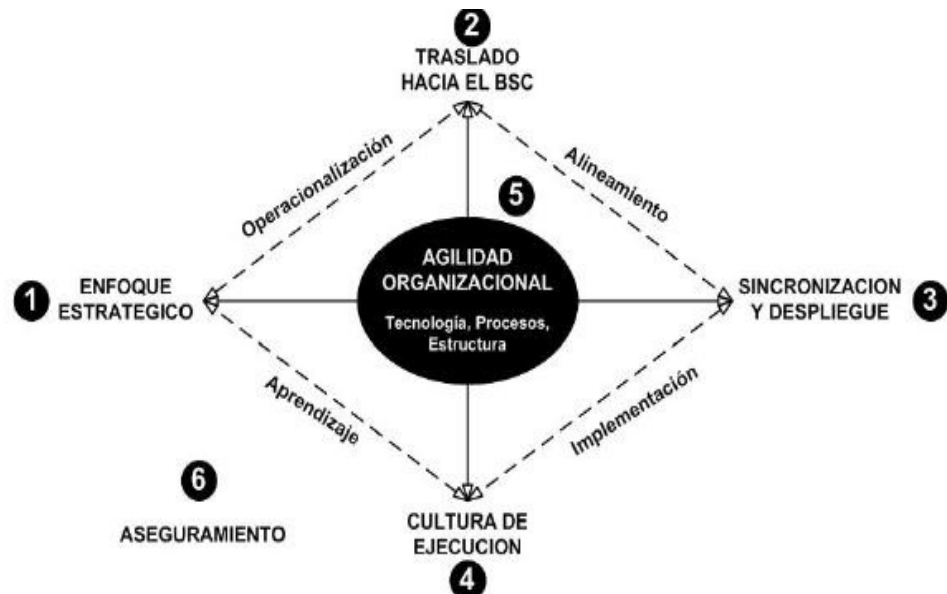 2
TRASLADO
HACIA EL BSC
Operacionalización
Alineamiento
5
AGILIDAD
ORGANIZACIONAL
Tecnología, Procesos,
Estructura
1
ENFOQUE
ESTRATEGICO
SINCRONIZACION
Y DESPLIEGUE
3
Aprendizaje
Implementación
6
ASEGURAMIENTO
CULTURA DE
EJECUCION
4